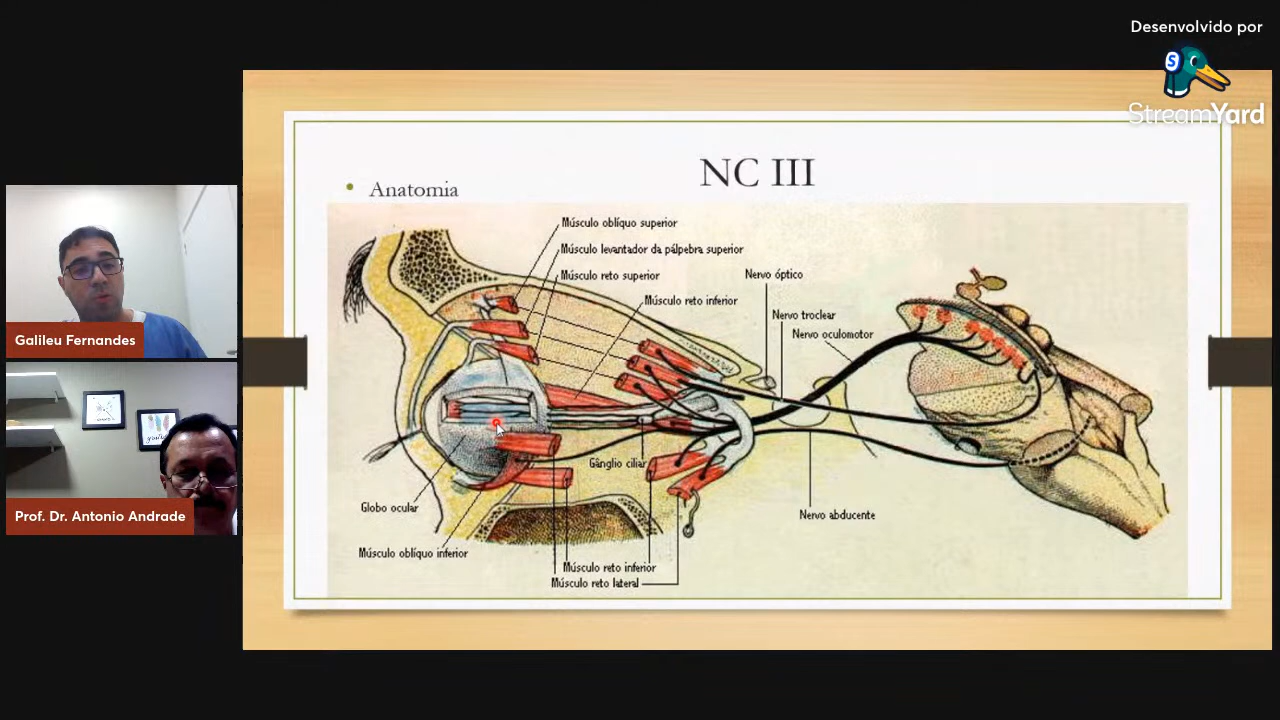 Desenvolvido por
S
StreamYard
NC III
Anatomia
Músculo oblíquo superior
Músculo levantador da pálpebra superior
Músculo reto superior
Nervo óptico
Músculo reto inferior
Nervo troclear
Nervo oculomotor
Galileu Fernandes
Gânglio ciliar
Globo ocular
Prof. Dr. Antonio Andrade
Nervo abducente
Músculo oblíquo inferior
Músculo reto inferior
Músculo reto lateral